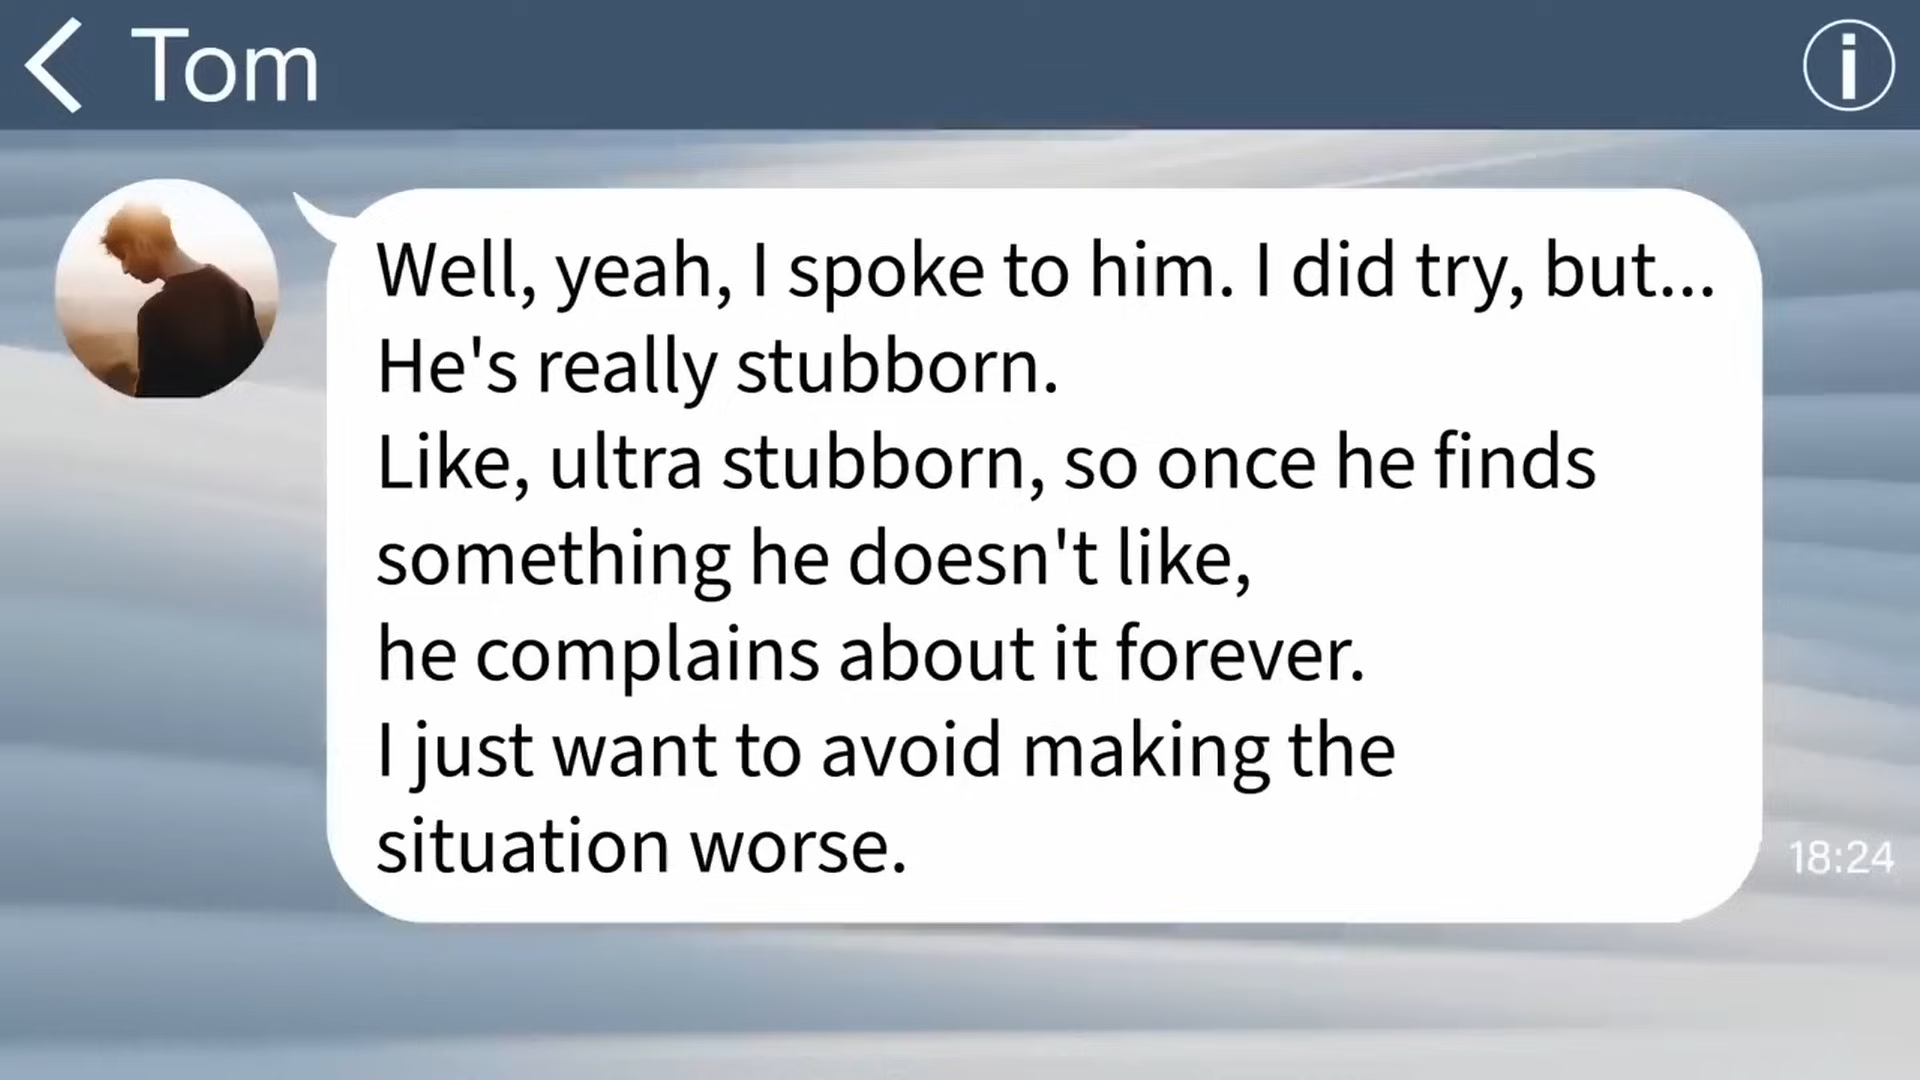 Tom
Well, yeah, I spoke to him. I did try, but...
He's really stubborn.
Like, ultra stubborn, so once he finds
something he doesn't like,
he complains about it forever.
I just want to avoid making the
situation worse.
18:24